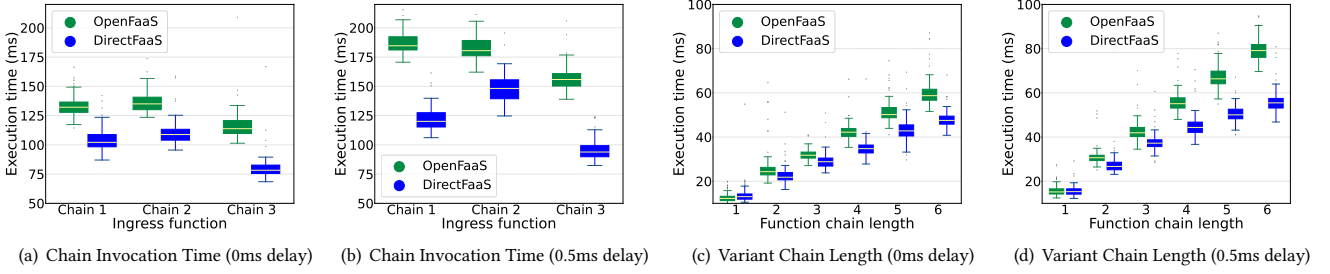 Execution time (ms)
200
175
150
125
100
75
50
OpenFaaS
DirectFaaS
Chain 1 Chain 2 Chain 3
Ingress function
(a) Chain Invocation Time (0ms delay)
Execution time (ms)
200
175
150
125
100
75
50
OpenFaaS
DirectFaaS
Chain 1 Chain 2 Chain 3
Ingress function
(b) Chain Invocation Time (0.5ms delay)
Execution time (ms)
100
80
60
40
20
OpenFaaS
DirectFaaS
1 2 3 4 5 6
Function chain length
(c) Variant Chain Length (0ms delay)
Execution time (ms)
100
80
60
40
20
OpenFaaS
DirectFaaS
1 2 3 4 5 6
Function chain length
(d) Variant Chain Length (0.5ms delay)